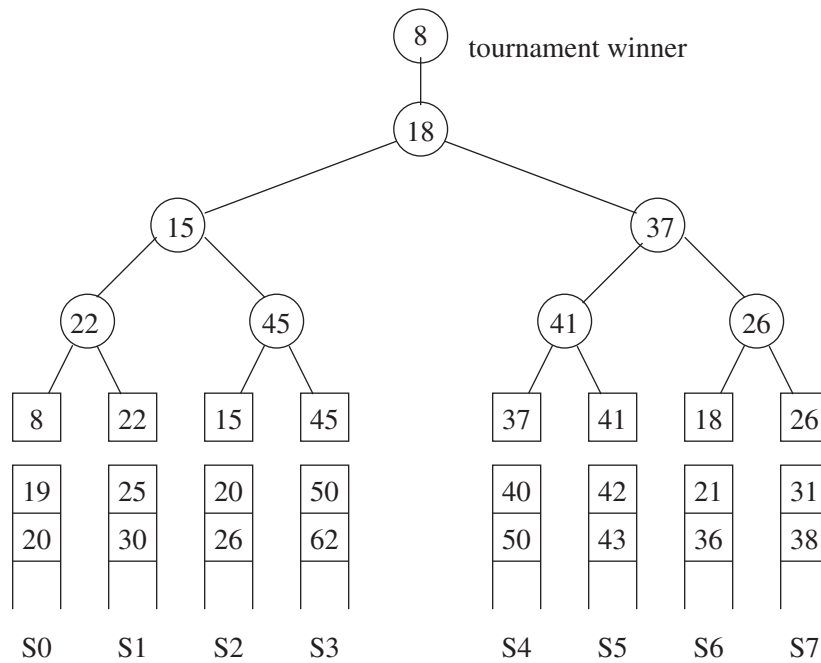 8 tournament winner
18
15 37
22 45 41 26
8 22 15 45 37 41 18 26
19 25 20 50 40 42 21 31
20 30 26 62 50 43 36 38
S0 S1 S2 S3 S4 S5 S6 S7